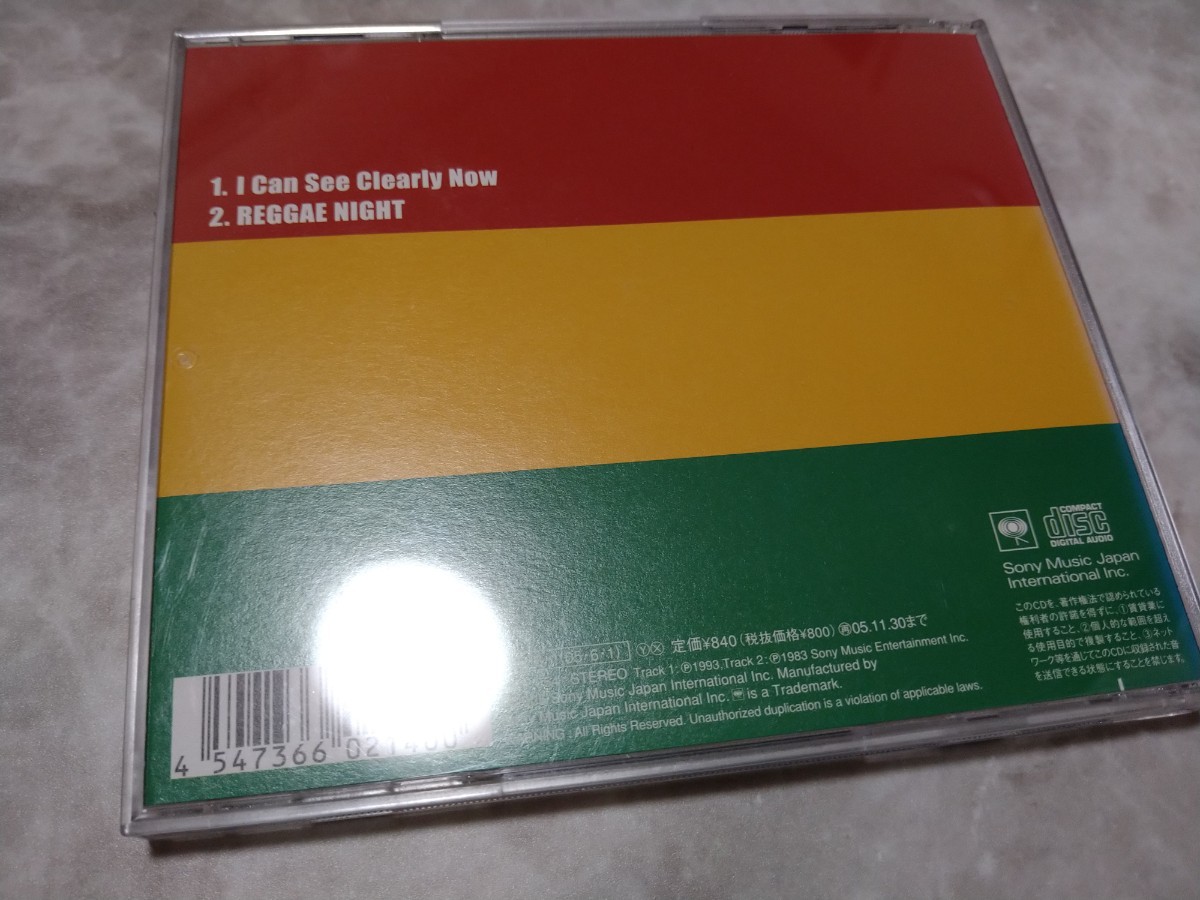 1. I Can See Clearly Now
2. REGGAE NIGHT
COMPACT
disc
DIGITAL AUDIO
Sony Music Japan
International Inc.
このCDを、著作権法で認められている
権利者の許諾を得ずに、①賃貸業に
使用すること、②個人的な範囲を超え
る使用目的で複製すること、③ネット
ワーク等を通じてこのCDに収録された音
を送信できる状態にすることを禁じます。
Ⓨ Ⓧ 定価¥840(税抜価格¥800) 05.11.30まで
STEREO Track 1 : ℗1993, Track 2 : ℗1983 Sony Music Entertainment Inc.
Sony Music Japan International Inc. Manufactured by
Music Japan International Inc. is a Trademark.
: All Rights Reserved. Unauthorized duplication is a violation of applicable laws.
4 547366